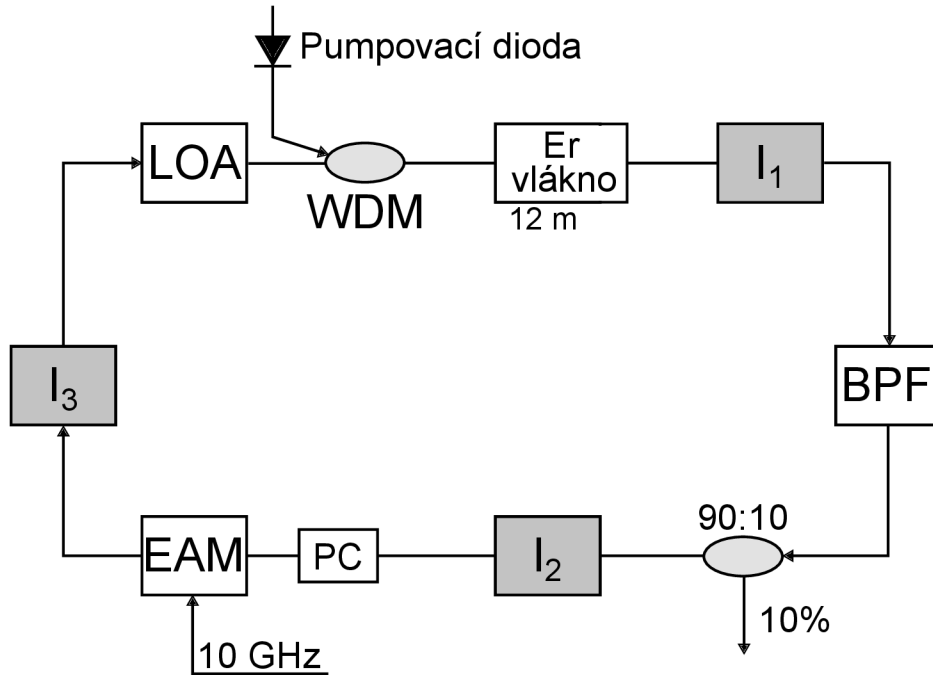 Pumpovací dioda
LOA
WDM
Er
vlákno
12 m
I₁
I₃
BPF
90:10
EAM
PC
I₂
10%
10 GHz